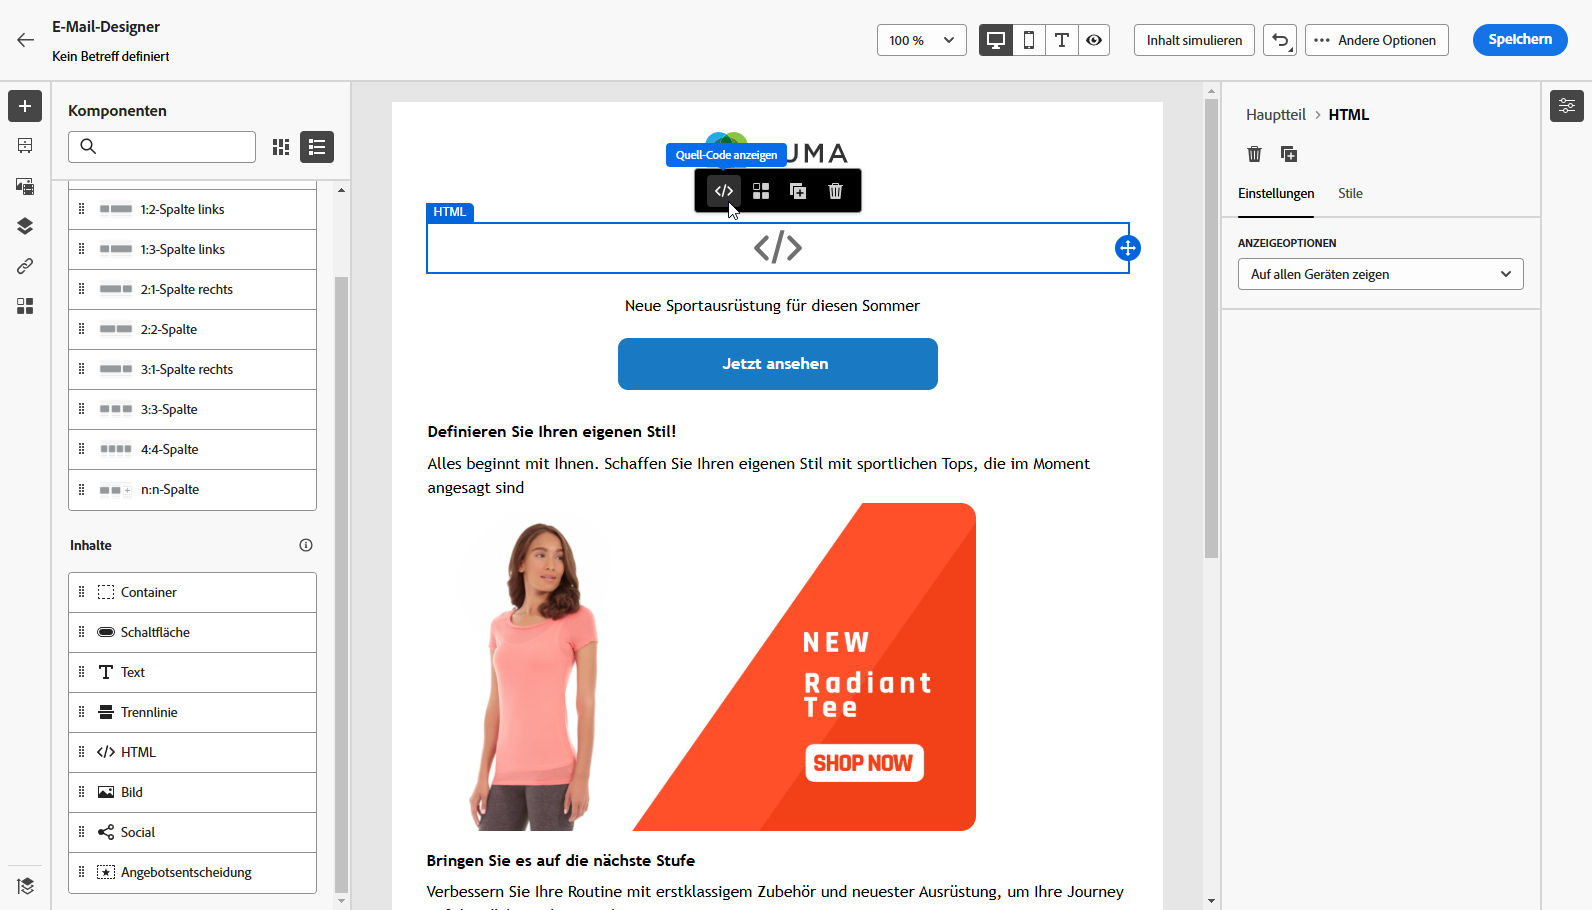 E-Mail-Designer
Kein Betreff definiert
100 %
Inhalt simulieren
Andere Optionen
Speichern
Komponenten
1:2-Spalte links
1:3-Spalte links
2:1-Spalte rechts
2:2-Spalte
3:1-Spalte rechts
3:3-Spalte
4:4-Spalte
n:n-Spalte
Inhalte
Container
Schaltfläche
Text
Trennlinie
HTML
Bild
Social
Angebotsentscheidung
UMA
Quell-Code anzeigen
HTML
Neue Sportausrüstung für diesen Sommer
Jetzt ansehen
Definieren Sie Ihren eigenen Stil!
Alles beginnt mit Ihnen. Schaffen Sie Ihren eigenen Stil mit sportlichen Tops, die im Moment
angesagt sind
NEW
Radiant
Tee
SHOP NOW
Bringen Sie es auf die nächste Stufe
Verbessern Sie Ihre Routine mit erstklassigem Zubehör und neuester Ausrüstung, um Ihre Journey
Hauptteil > HTML
Einstellungen
Stile
ANZEIGEOPTIONEN
Auf allen Geräten zeigen